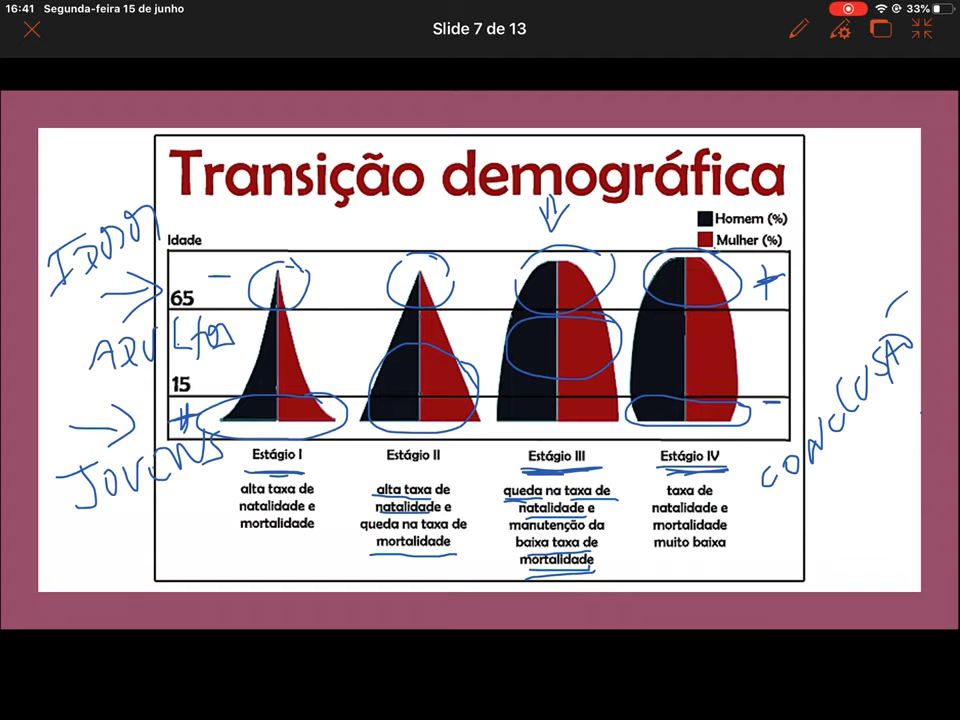 16:41 Segunda-feira 15 de junho
33%
Slide 7 de 13
Transição demográfica
Homem (%)
Mulher (%)
Idade
IDOSOS
65
ADULTOS
15
JOVENS
CONCLUSÃO
Estágio I
alta taxa de
natalidade e
mortalidade
Estágio II
alta taxa de
natalidade e
queda na taxa de
mortalidade
Estágio III
queda na taxa de
natalidade e
manutenção da
baixa taxa de
mortalidade
Estágio IV
taxa de
natalidade e
mortalidade
muito baixa